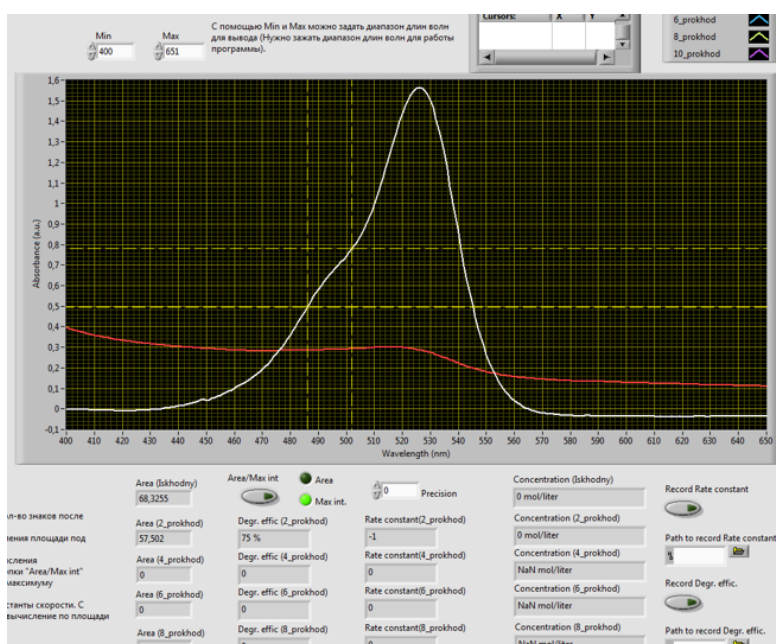 Min
Max
400
651
С помощью Min и Max можно задать диапазон длин волн
для вывода (Нужно зажать диапазон длин волн для работы
программы).
Cursors:
X
Y
6_prokhod
8_prokhod
10_prokhod
Absorbance (a.u.)
1,6
1,5
1,4
1,3
1,2
1,1
1
0,9
0,8
0,7
0,6
0,5
0,4
0,3
0,2
0,1
0
-0,1
400 410 420 430 440 450 460 470 480 490 500 510 520 530 540 550 560 570 580 590 600 610 620 630 640 650
Wavelength (nm)
Area (Iskhodny)
68,3255
Area/Max int
Area
Max int.
0
Precision
Concentration (Iskhodny)
0 mol/liter
Record Rate constant
л-во знаков после
ления площади под
исления
опки "Area/Max int"
максимуму
станты скорости. С
вычисление по площади
Area (2_prokhod)
57,502
Degr. effic (2_prokhod)
75 %
Rate constant(2_prokhod)
-1
Concentration (2_prokhod)
0 mol/liter
Path to record Rate constant
Area (4_prokhod)
0
Degr. effic (4_prokhod)
0
Rate constant(4_prokhod)
0
Concentration (4_prokhod)
NaN mol/liter
Record Degr. effic.
Area (6_prokhod)
0
Degr. effic (6_prokhod)
0
Rate constant(6_prokhod)
0
Concentration (6_prokhod)
NaN mol/liter
Area (8_prokhod)
Degr. effic (8_prokhod)
Rate constant(8_prokhod)
Concentration (8_prokhod)
NaN mol/liter
Path to record Degr. effic.